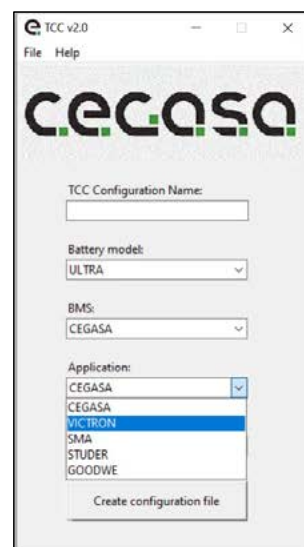 TCC v2.0
File Help
cegasa
TCC Configuration Name:
Battery model:
ULTRA
BMS:
CEGASA
Application:
CEGASA
CEGASA
VICTRON
SMA
STUDER
GOODWE
Create configuration file